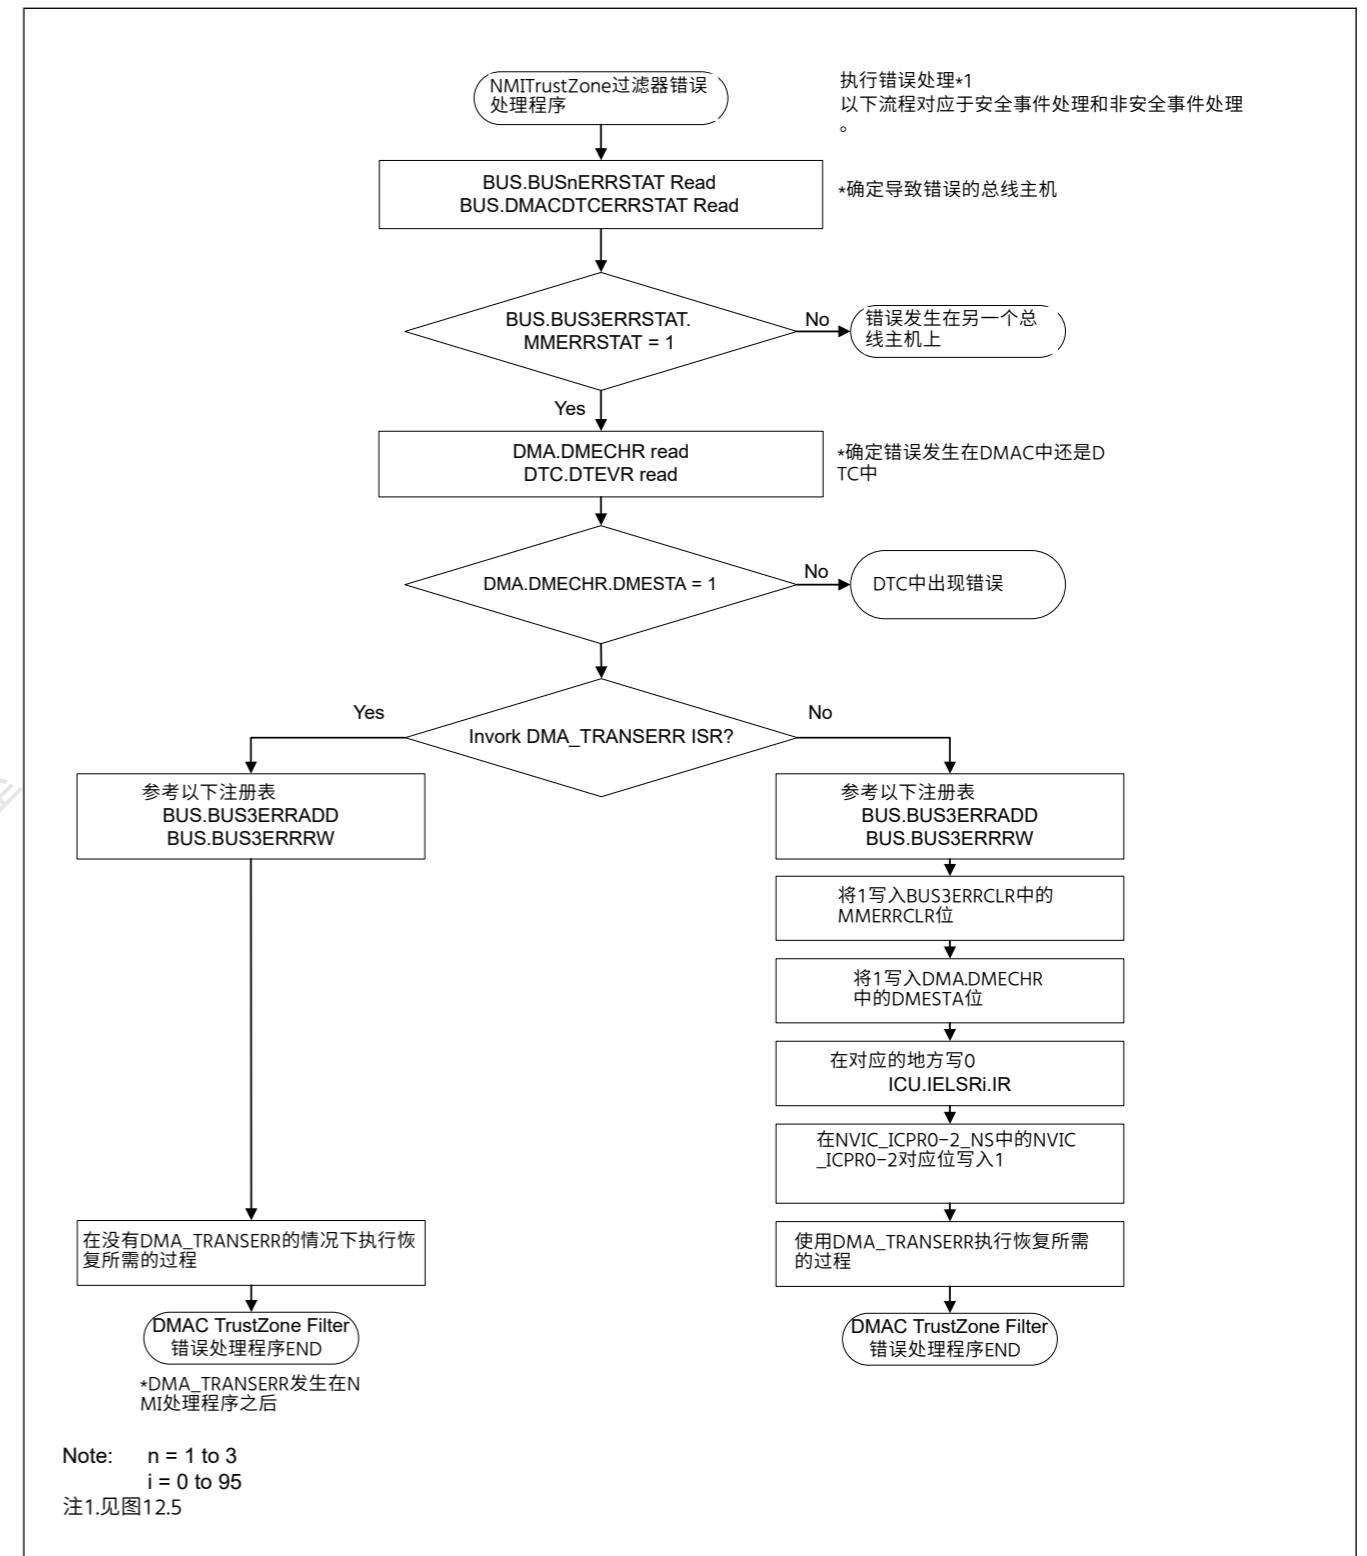 NMITrustZone过滤器错误
处理程序
执行错误处理*1
以下流程对应于安全事件处理和非安全事件处理
。
BUS.BUSnERRSTAT Read
BUS.DMACDTCERRSTAT Read
*确定导致错误的总线主机
BUS.BUS3ERRSTAT.
MMERRSTAT = 1
No
错误发生在另一个总
线主机上
Yes
DMA.DMECHR read
DTC.DTEVR read
*确定错误发生在DMAC中还是D
TC中
DMA.DMECHR.DMESTA = 1
No
DTC中出现错误
Yes
Invork DMA_TRANSERR ISR?
No
参考以下注册表
BUS.BUS3ERRADD
BUS.BUS3ERRRW
参考以下注册表
BUS.BUS3ERRADD
BUS.BUS3ERRRW
将1写入BUS3ERRCLR中的
MMERRCLR位
将1写入DMA.DMECHR
中的DMESTA位
在对应的地方写0
ICU.IELSRi.IR
在NVIC_ICPR0–2_NS中的NVIC
_ICPR0–2对应位写入1
在没有DMA_TRANSERR的情况下执行恢
复所需的过程
使用DMA_TRANSERR执行恢复所需
的过程
DMAC TrustZone Filter
错误处理程序END
DMAC TrustZone Filter
错误处理程序END
*DMA_TRANSERR发生在N
MI处理程序之后
Note: n = 1 to 3
i = 0 to 95
注1.见图12.5